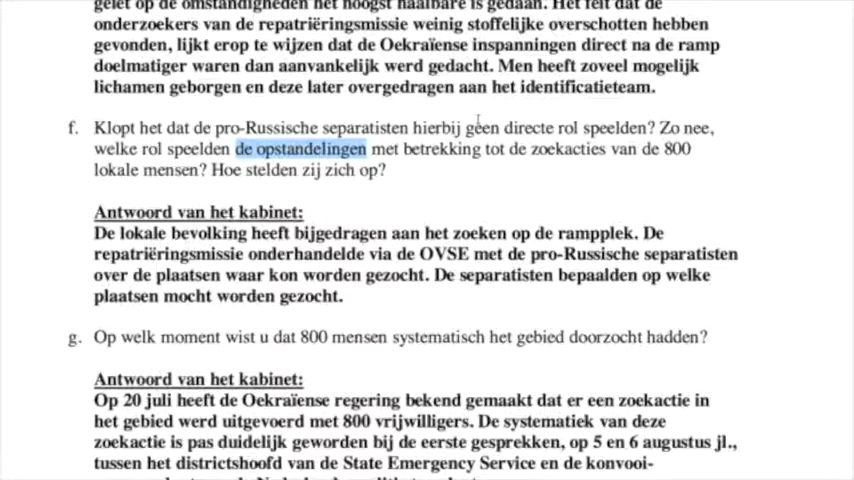 gelet op de omstandigheden het hoogst haalbare is gedaan. Het feit dat de
onderzoekers van de repatriëringsmissie weinig stoffelijke overschotten hebben
gevonden, lijkt erop te wijzen dat de Oekraïense inspanningen direct na de ramp
doelmatiger waren dan aanvankelijk werd gedacht. Men heeft zoveel mogelijk
lichamen geborgen en deze later overgedragen aan het identificatieteam.
f. Klopt het dat de pro-Russische separatisten hierbij géen directe rol speelden? Zo nee,
welke rol speelden de opstandelingen met betrekking tot de zoekacties van de 800
lokale mensen? Hoe stelden zij zich op?
Antwoord van het kabinet:
De lokale bevolking heeft bijgedragen aan het zoeken op de rampplek. De
repatriëringsmissie onderhandelde via de OVSE met de pro-Russische separatisten
over de plaatsen waar kon worden gezocht. De separatisten bepaalden op welke
plaatsen mocht worden gezocht.
g. Op welk moment wist u dat 800 mensen systematisch het gebied doorzocht hadden?
Antwoord van het kabinet:
Op 20 juli heeft de Oekraïense regering bekend gemaakt dat er een zoekactie in
het gebied werd uitgevoerd met 800 vrijwilligers. De systematiek van deze
zoekactie is pas duidelijk geworden bij de eerste gesprekken, op 5 en 6 augustus jl.,
tussen het districtshoofd van de State Emergency Service en de konvooi-